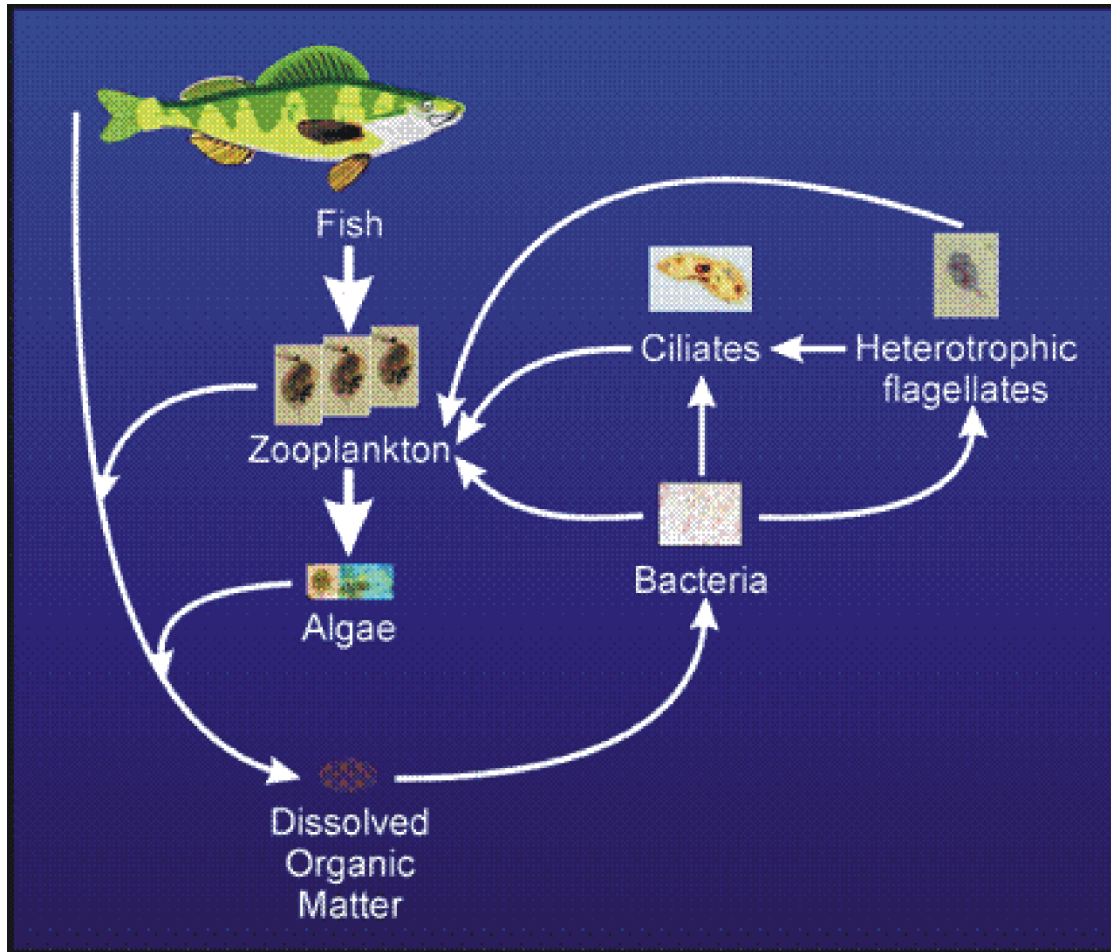 Fish
Ciliates
Heterotrophic
flagellates
Zooplankton
Bacteria
Algae
Dissolved
Organic
Matter